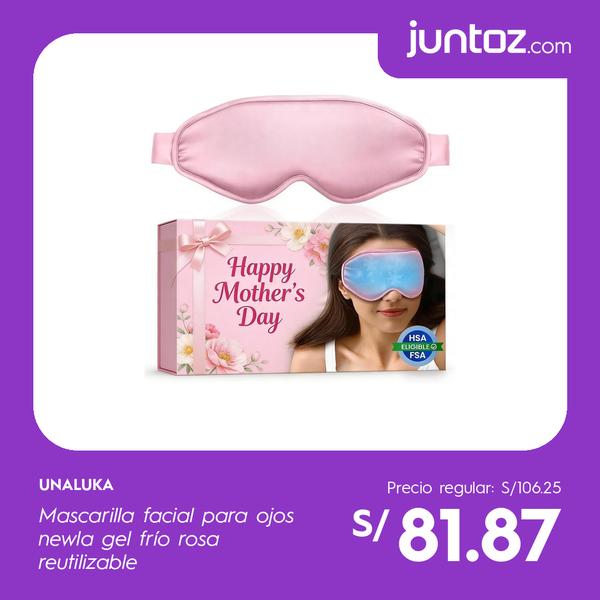 juntoz.com
Happy
Mother's
Day
HSA
ELIGIBLE
FSA
UNALUKA
Mascarilla facial para ojos
newla gel frío rosa
reutilizable
Precio regular: S/106.25
S/ 81.87